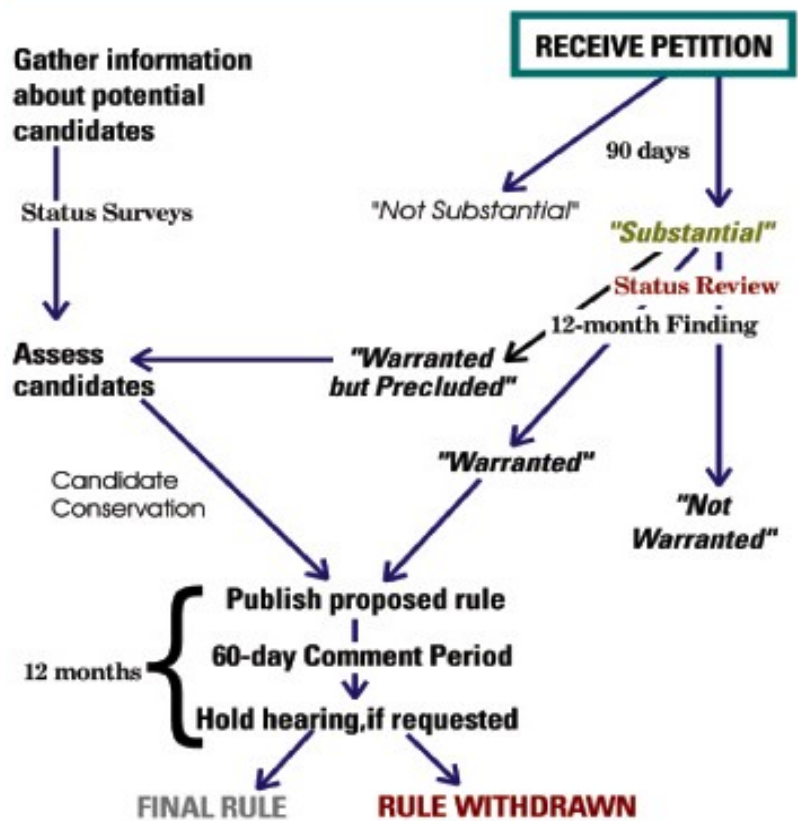 RECEIVE PETITION
Gather information
about potential
candidates
90 days
Status Surveys
"Not Substantial"
"Substantial"
Status Review
12-month Finding
Assess
candidates
"Warranted
but Precluded"
"Warranted"
Candidate
Conservation
"Not
Warranted"
Publish proposed rule
60-day Comment Period
12 months
Hold hearing,if requested
FINAL RULE
RULE WITHDRAWN